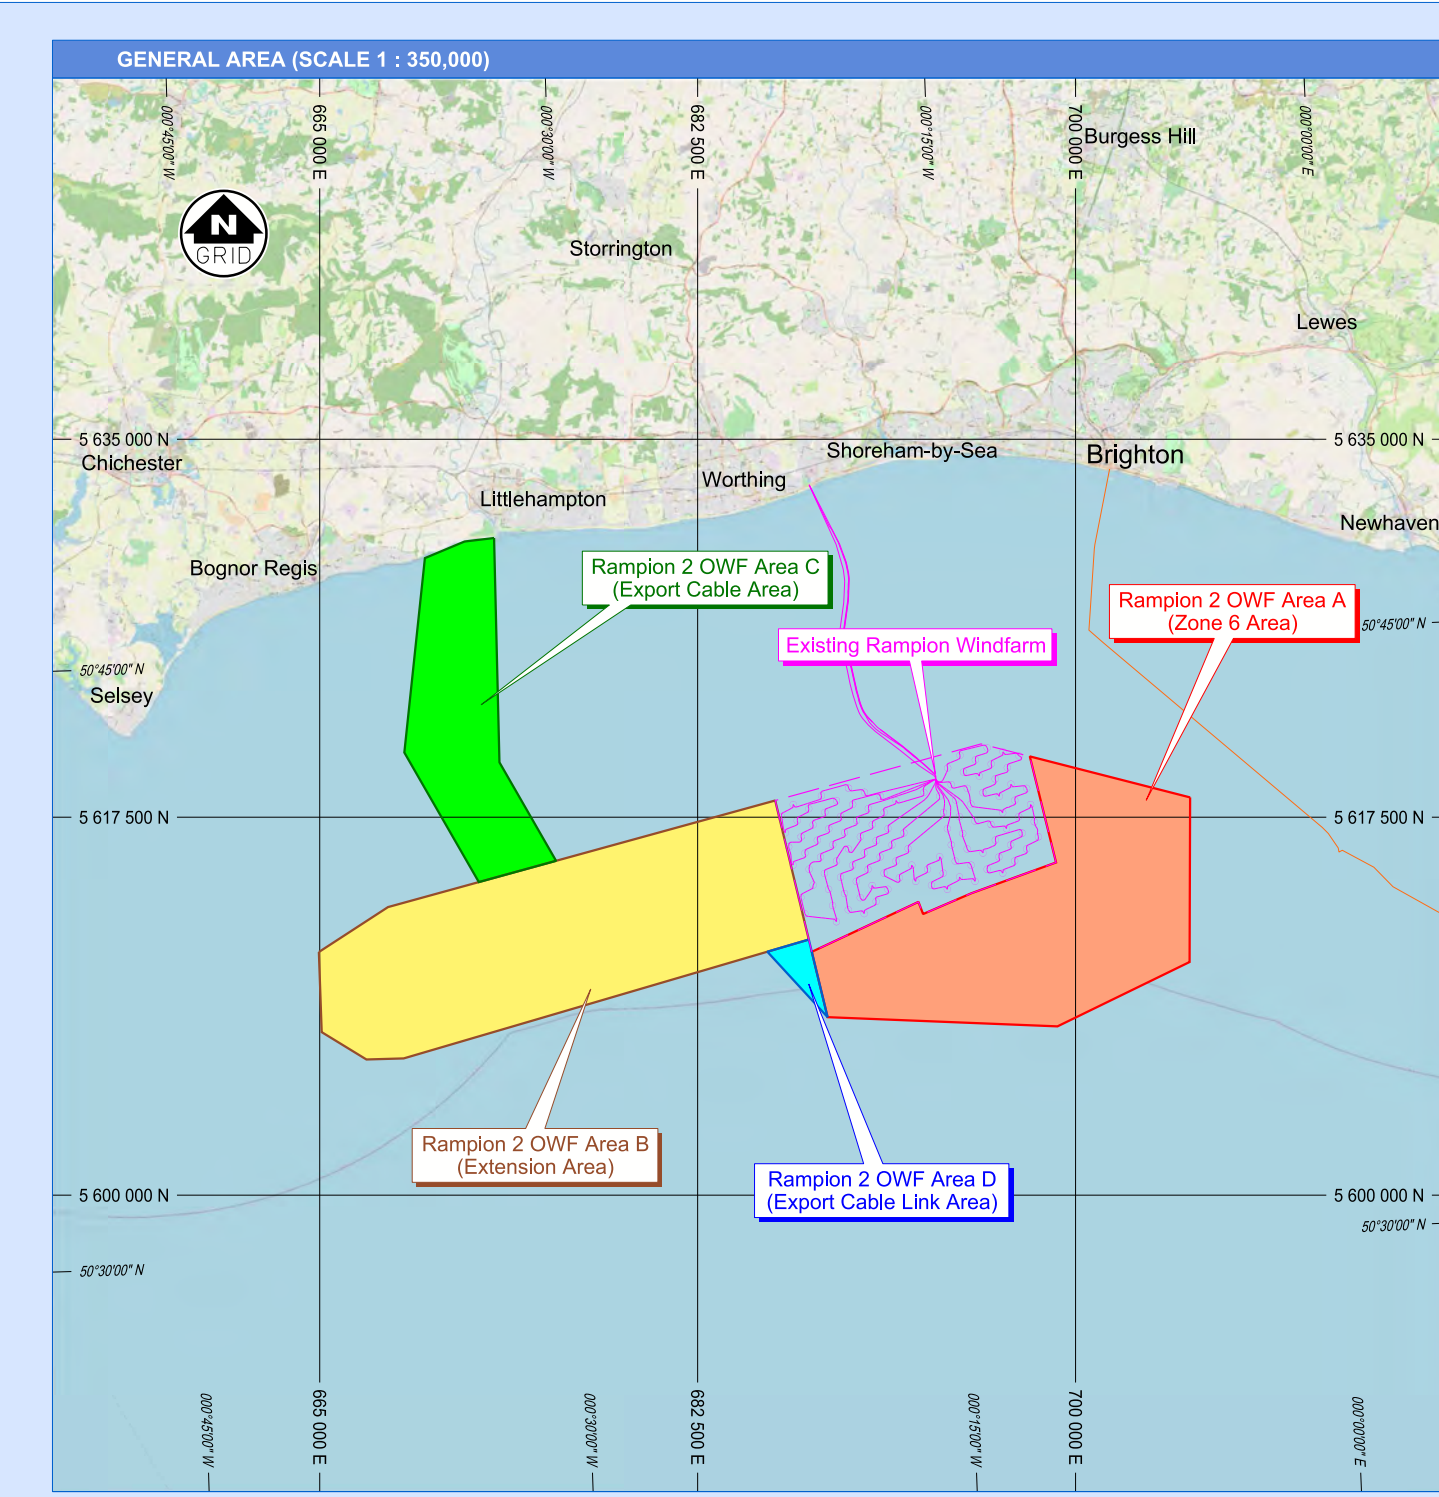 GENERAL AREA (SCALE 1 : 350,000)
000°45'00" W
665 000 E
000°30'00" W
682 500 E
000°15'00" W
700 000 E
000°00'00" E
Burgess Hill
N
GRID
Storrington
Lewes
5 635 000 N
5 635 000 N
Chichester
Shoreham-by-Sea
Brighton
Worthing
Littlehampton
Newhaven
Bognor Regis
Rampion 2 OWF Area C
(Export Cable Area)
Rampion 2 OWF Area A
(Zone 6 Area)
50°45'00" N
Existing Rampion Windfarm
50°45'00" N
Selsey
5 617 500 N
5 617 500 N
Rampion 2 OWF Area B
(Extension Area)
Rampion 2 OWF Area D
(Export Cable Link Area)
5 600 000 N
5 600 000 N
50°30'00" N
50°30'00" N
000°45'00" W
665 000 E
000°30'00" W
682 500 E
000°15'00" W
700 000 E
000°00'00" E